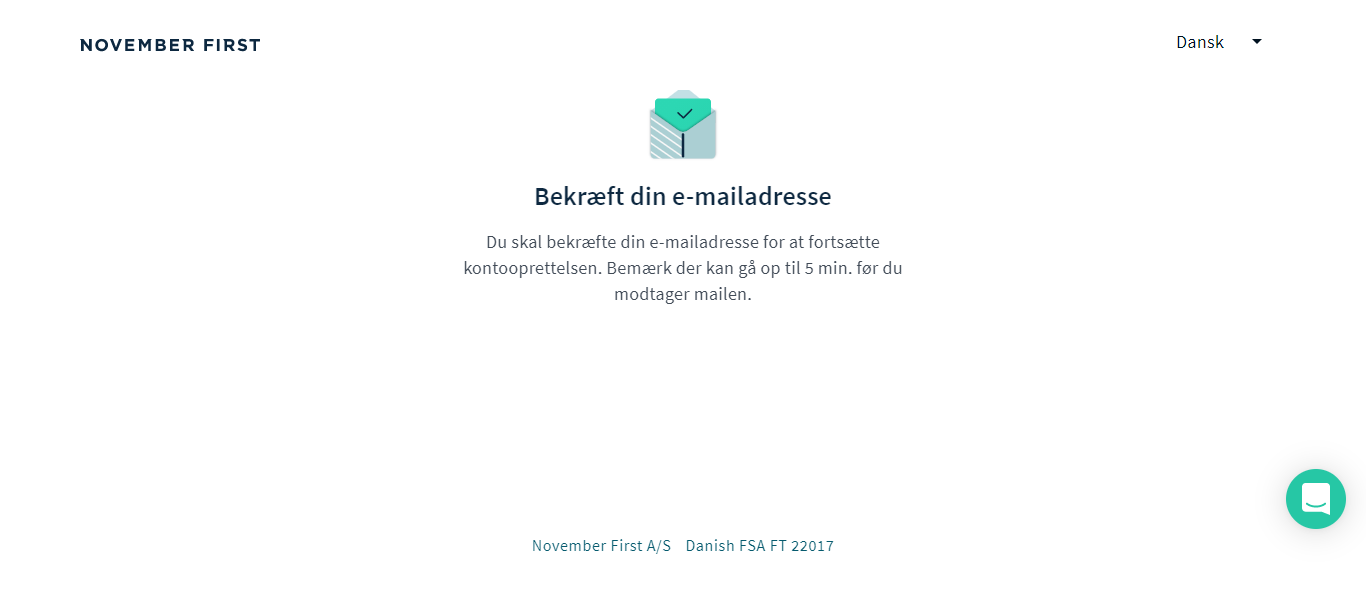 NOVEMBER FIRST
Dansk
Bekræft din e-mailadresse
Du skal bekræfte din e-mailadresse for at fortsætte
kontooprettelsen. Bemærk der kan gå op til 5 min. før du
modtager mailen.
November First A/S Danish FSA FT 22017